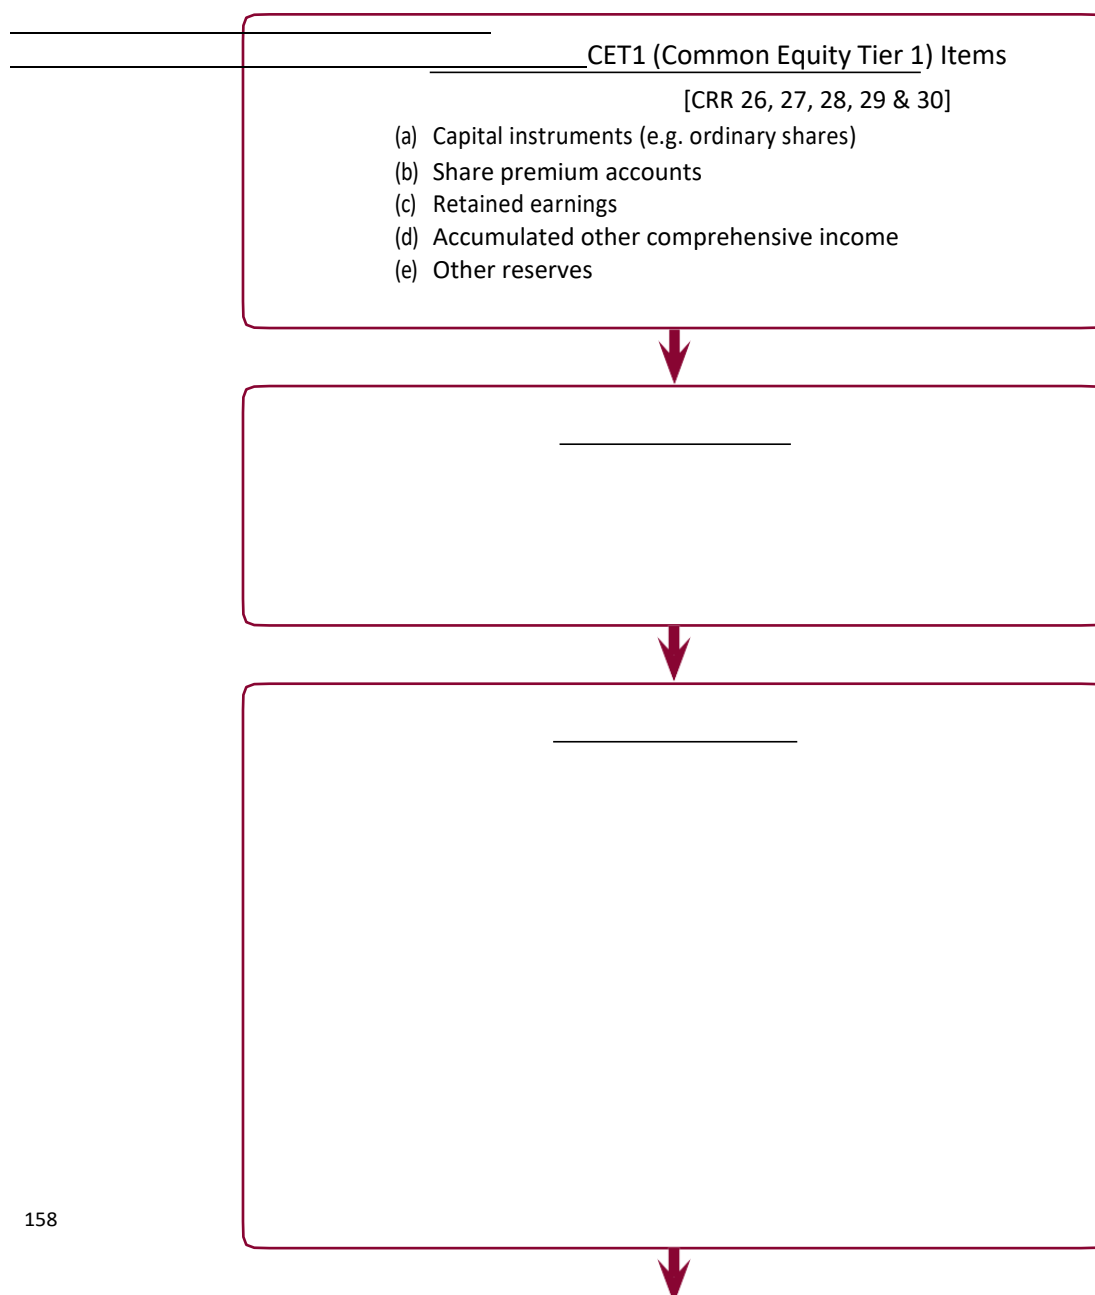 CET1 (Common Equity Tier 1) Items
[CRR 26, 27, 28, 29 & 30]
(a) Capital instruments (e.g. ordinary shares)
(b) Share premium accounts
(c) Retained earnings
(d) Accumulated other comprehensive income
(e) Other reserves
158